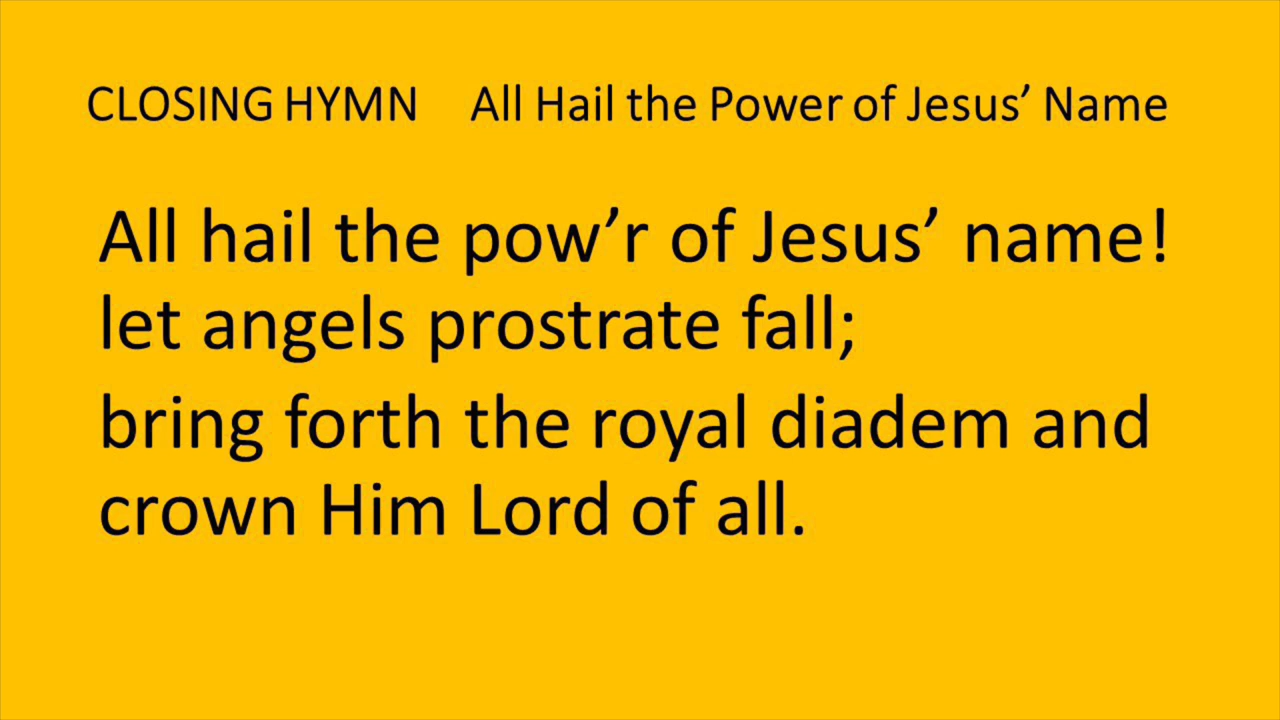 CLOSING HYMN All Hail the Power of Jesus’ Name
All hail the pow’r of Jesus’ name!
let angels prostrate fall;
bring forth the royal diadem and
crown Him Lord of all.